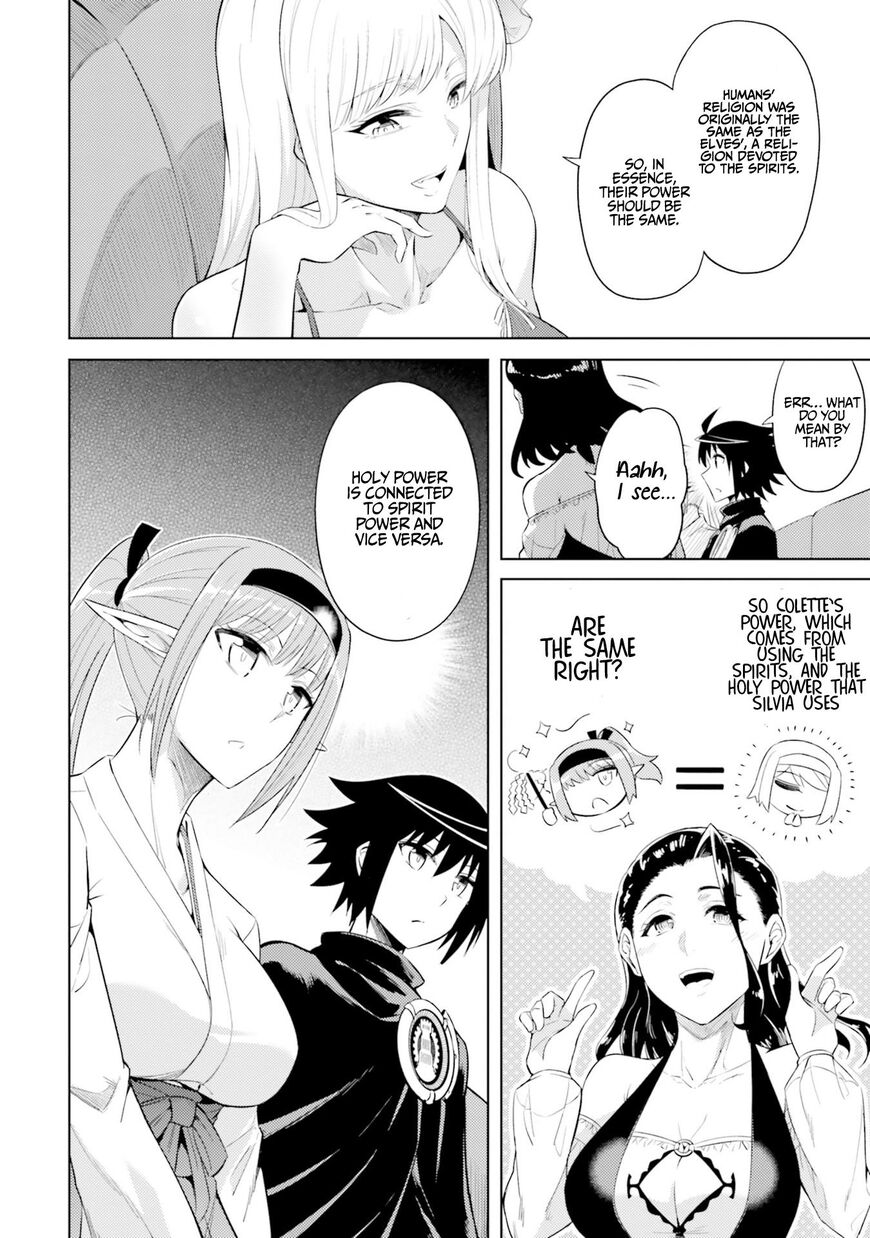 HUMANS'
RELIGION WAS
ORIGINALLY THE
SAME AS THE
ELVES', A RELI-
GION DEVOTED
TO THE SPIRITS.
SO, IN
ESSENCE,
THEIR POWER
SHOULD BE
THE SAME.
ERR... WHAT
DO YOU
MEAN BY
THAT?
Aahh,
I see...
SO COLETTE'S
POWER, WHICH
COMES FROM
USING THE
SPIRITS, AND THE
HOLY POWER THAT
SILVIA USES
=
ARE
THE SAME
RIGHT?
HOLY POWER
IS CONNECTED
TO SPIRIT
POWER AND
VICE VERSA.